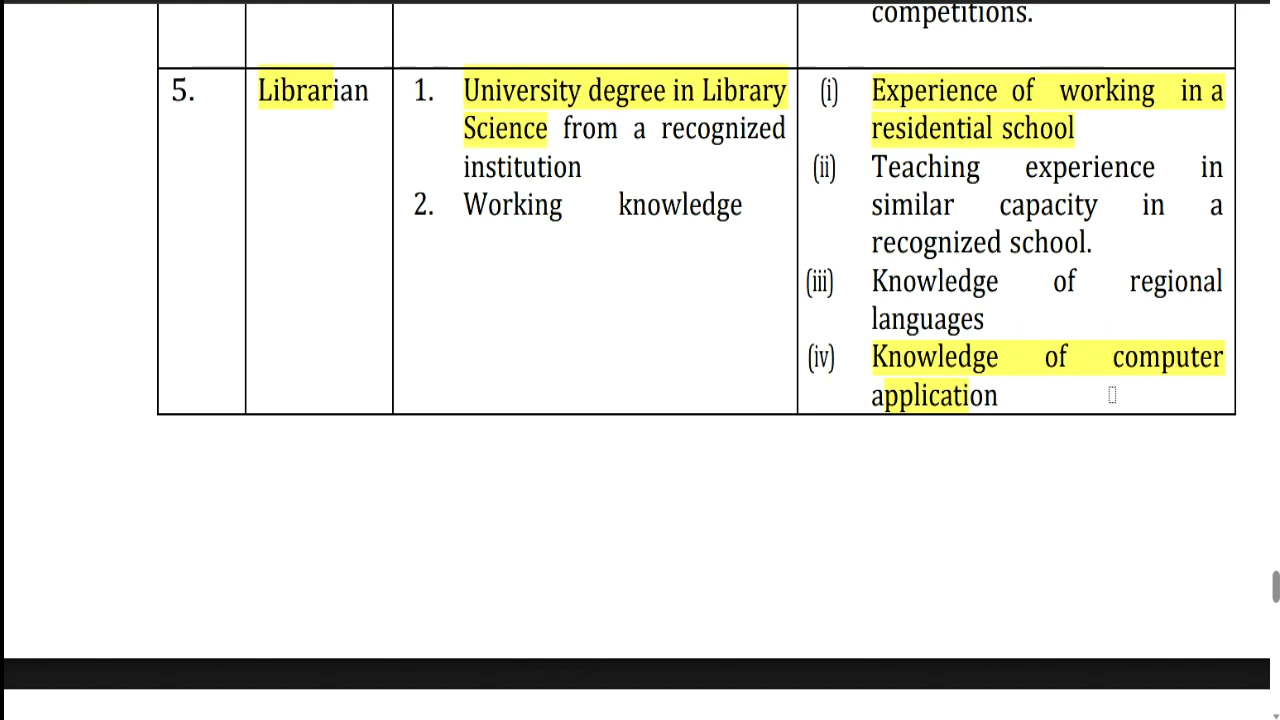 competitions.
5.
Librarian
1. University degree in Library
Science from a recognized
institution
2. Working knowledge
(i) Experience of working in a
residential school
(ii) Teaching experience in
similar capacity in a
recognized school.
(iii) Knowledge of regional
languages
(iv) Knowledge of computer
application